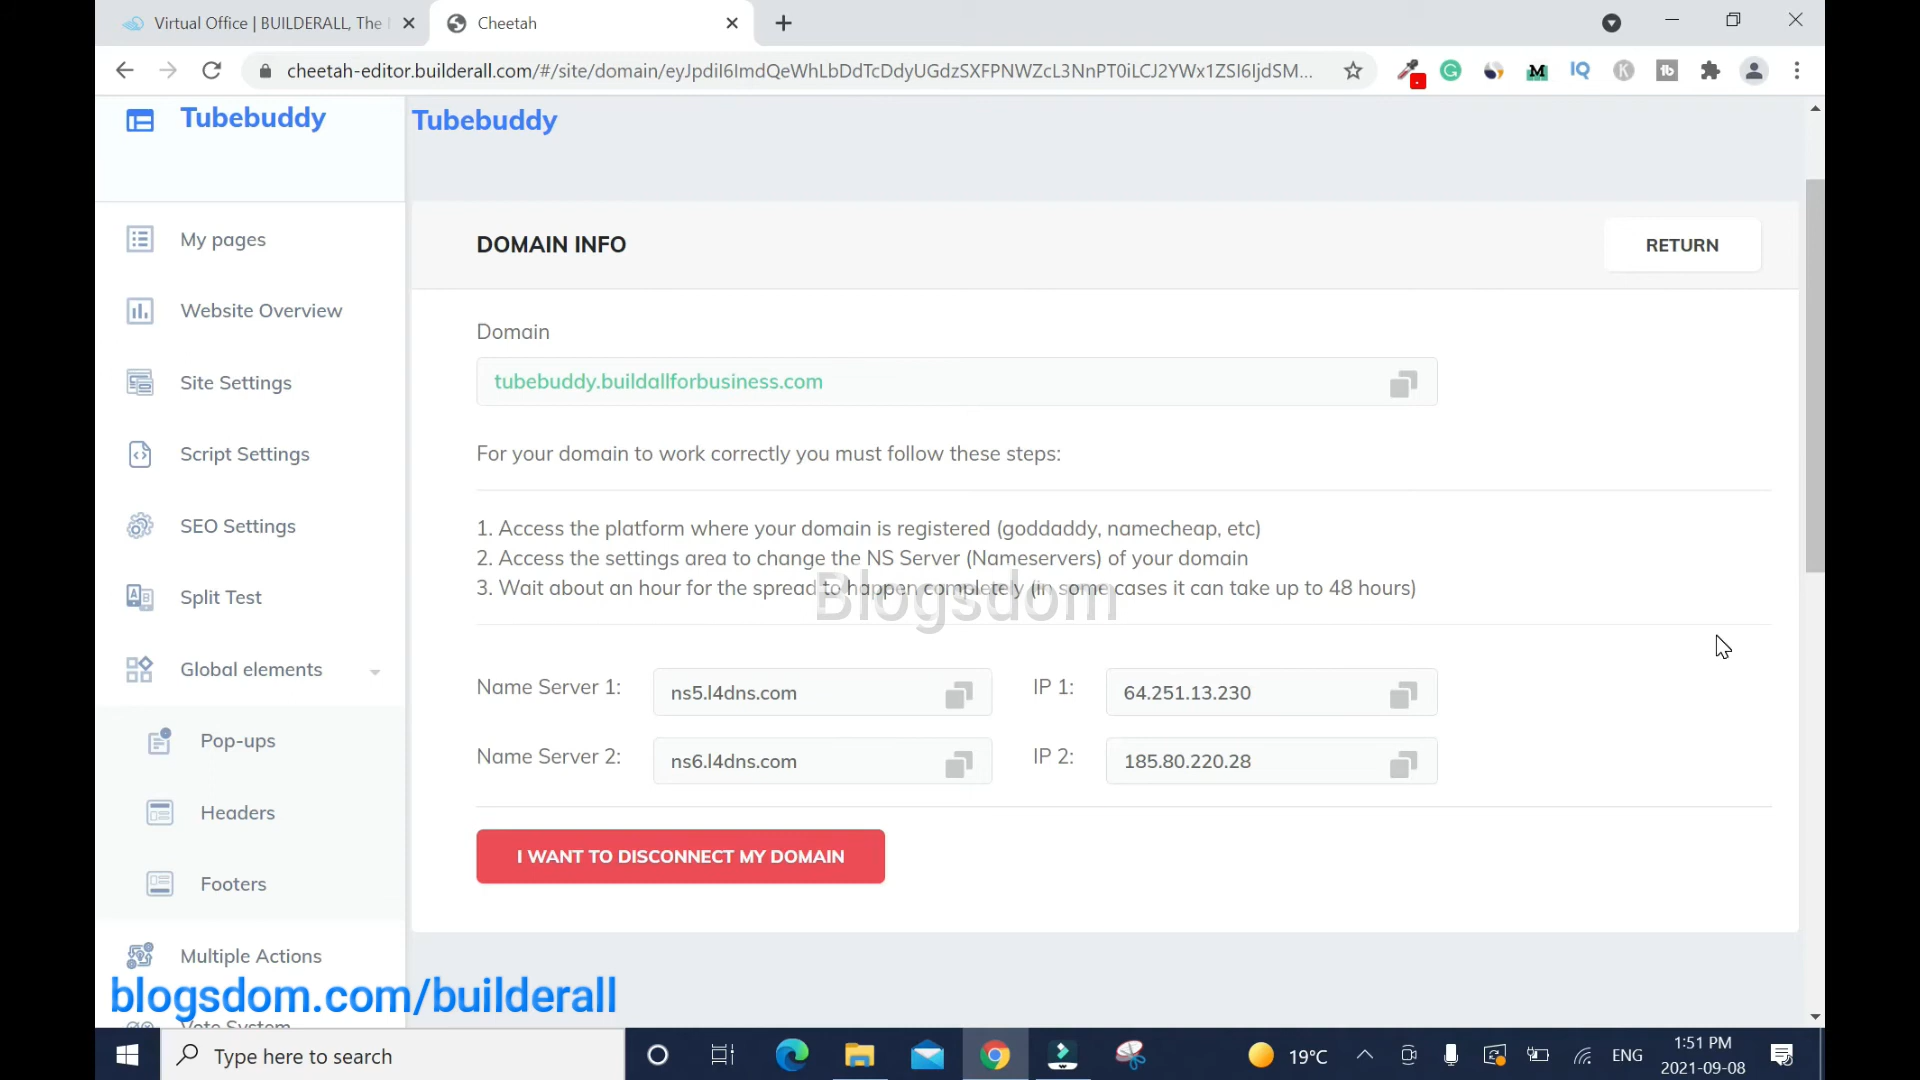 Virtual Office | BUILDERALL, The
Cheetah
cheetah-editor.builderall.com/#/site/domain/eyJpdiI6ImdQeWhLbDdTcDdyUGdzSXFPNWZcL3NnPT0iLCJ2YWx1ZSI6IjdSM...
Tubebuddy
Tubebuddy
My pages
Website Overview
Site Settings
Script Settings
SEO Settings
Split Test
Global elements
Pop-ups
Headers
Footers
Multiple Actions
Vote System
DOMAIN INFO
RETURN
Domain
tubebuddy.buildallforbusiness.com
For your domain to work correctly you must follow these steps:
1. Access the platform where your domain is registered (goddaddy, namecheap, etc)
2. Access the settings area to change the NS Server (Nameservers) of your domain
3. Wait about an hour for the spread to happen completely (in some cases it can take up to 48 hours)
Blogsdom
Name Server 1:
ns5.l4dns.com
IP 1:
64.251.13.230
Name Server 2:
ns6.l4dns.com
IP 2:
185.80.220.28
I WANT TO DISCONNECT MY DOMAIN
blogsdom.com/builderall
Type here to search
19°C
ENG
1:51 PM
2021-09-08